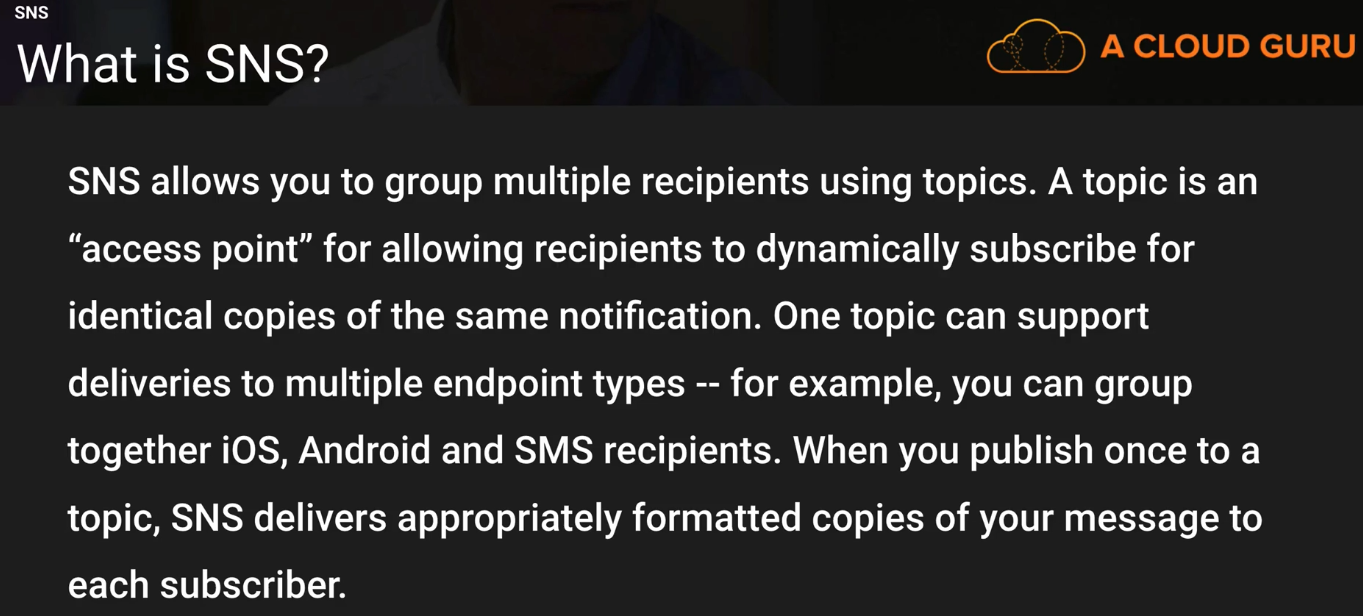 SNS
What is SNS?
A CLOUD GURU
SNS allows you to group multiple recipients using topics. A topic is an
“access point” for allowing recipients to dynamically subscribe for
identical copies of the same notification. One topic can support
deliveries to multiple endpoint types -- for example, you can group
together iOS, Android and SMS recipients. When you publish once to a
topic, SNS delivers appropriately formatted copies of your message to
each subscriber.